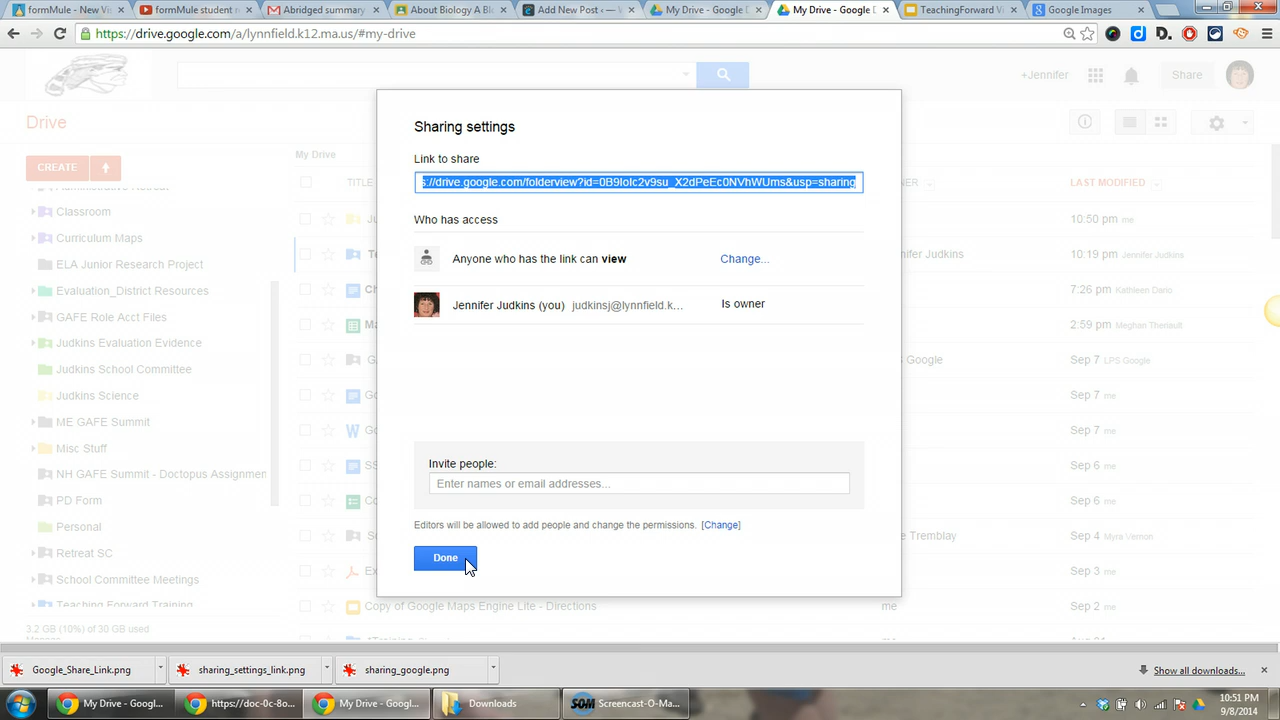 formMule - New Vi
formMule student n
Abridged summary
About Biology A Bl
Add New Post ‹ —
My Drive - Google D
My Drive - Google D
TeachingForward Vi
Google Images
https://drive.google.com/a/lynnfield.k12.ma.us/#my-drive
+Jennifer
Share
Drive
CREATE
My Drive
TITLE
LAST MODIFIED
Classroom
Curriculum Maps
ELA Junior Research Project
Evaluation_District Resources
GAFE Role Acct Files
Judkins Evaluation Evidence
Judkins School Committee
Judkins Science
ME GAFE Summit
Misc Stuff
NH GAFE Summit - Doctopus Assignmen
PD Form
Personal
Retreat SC
School Committee Meetings
Teaching Forward Training
3.2 GB (10%) of 30 GB used
Sharing settings
Link to share
s://drive.google.com/folderview?id=0B9IoIc2v9su_X2dPeEc0NVhWUms&usp=sharing
Who has access
Anyone who has the link can view
Change...
Jennifer Judkins (you) judkinsj@lynnfield.k...
Is owner
Invite people:
Enter names or email addresses...
Editors will be allowed to add people and change the permissions. [Change]
Done
10:50 pm me
nifer Judkins
10:19 pm Jennifer Judkins
7:26 pm Kathleen Dario
2:59 pm Meghan Theriault
Google
Sep 7 LPS Google
Sep 7 me
Sep 7 me
Sep 6 me
Sep 6 me
e Tremblay
Sep 4 Myra Vernon
Sep 3 me
Copy of Google Maps Engine Lite - Directions
me
Sep 2 me
Google_Share_Link.png
sharing_settings_link.png
sharing_google.png
Show all downloads...
My Drive - Googl...
https://doc-0c-8o...
My Drive - Googl...
Downloads
SOM
Screencast-O-Ma...
10:51 PM
9/8/2014